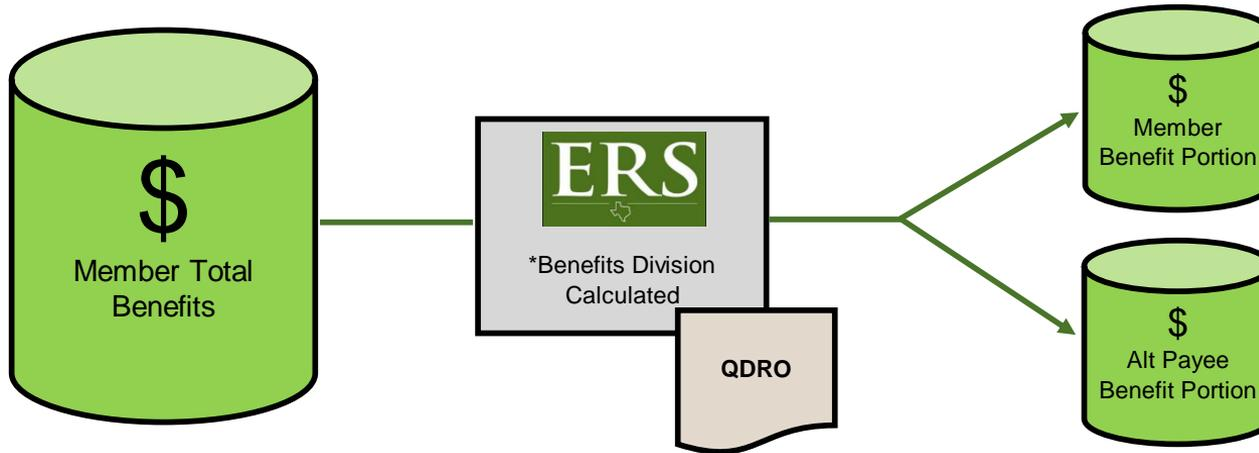 $
Member Total
Benefits
ERS
*Benefits Division
Calculated
QDRO
$
Member
Benefit Portion
$
Alt Payee
Benefit Portion